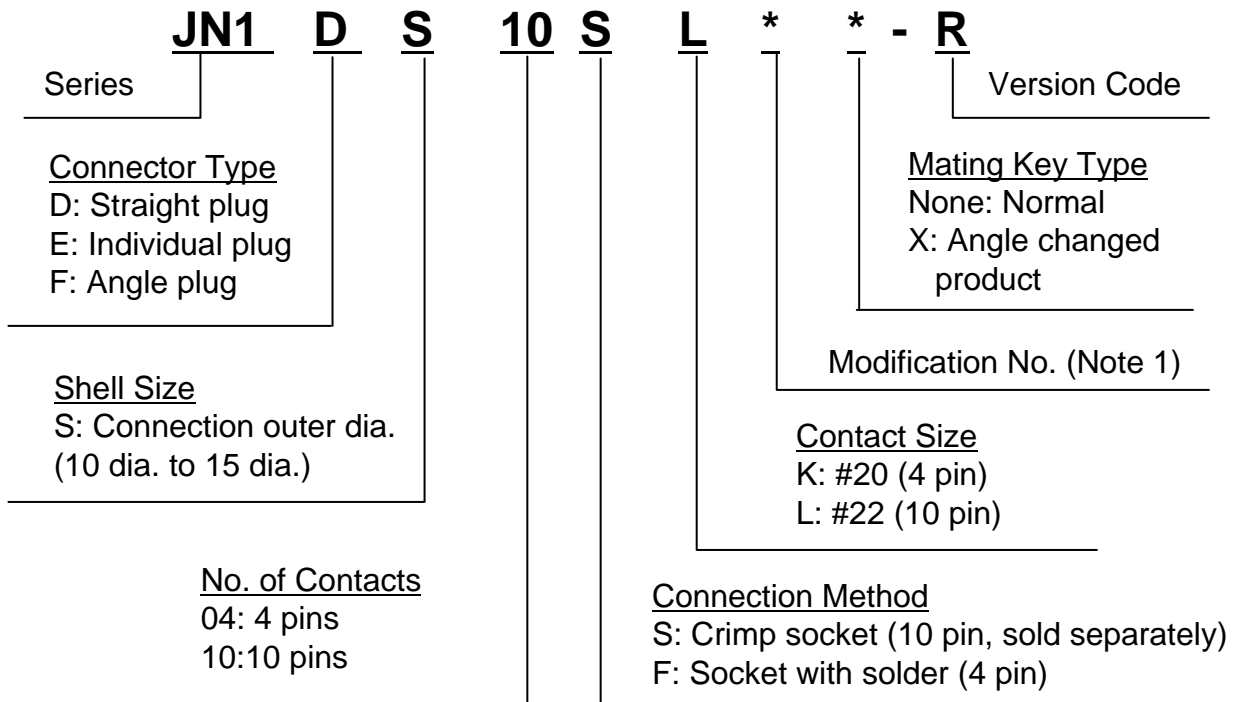 JN1 D S 10 S L * * - R
Series
Version Code
Connector Type
D: Straight plug
E: Individual plug
F: Angle plug
Mating Key Type
None: Normal
X: Angle changed
product
Modification No. (Note 1)
Shell Size
S: Connection outer dia.
(10 dia. to 15 dia.)
Contact Size
K: #20 (4 pin)
L: #22 (10 pin)
No. of Contacts
04: 4 pins
10:10 pins
Connection Method
S: Crimp socket (10 pin, sold separately)
F: Socket with solder (4 pin)